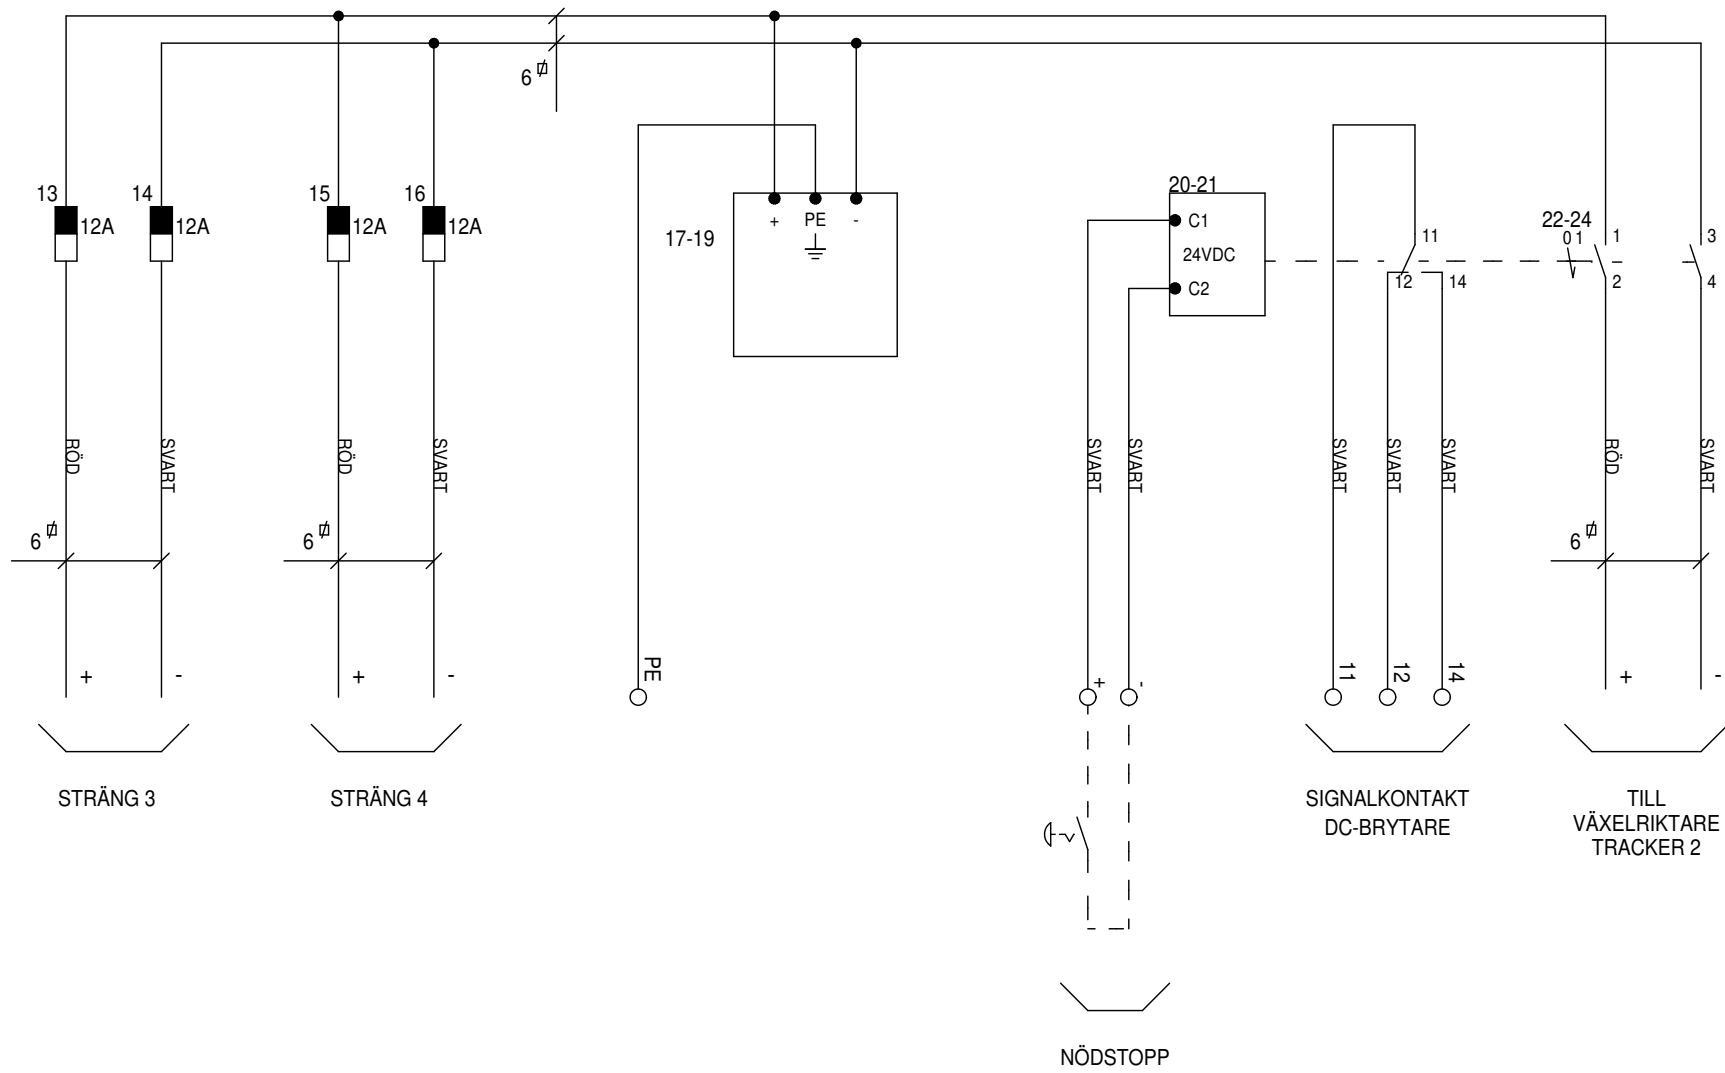 6
13
12A
14
12A
15
12A
16
12A
17-19
+ PE -
20-21
C1
24VDC
C2
11
12
14
22-24
0 1
1
2
3
4
RÖD
SVART
RÖD
SVART
SVART
SVART
SVART
SVART
SVART
RÖD
SVART
6
6
6
+
-
+
-
PE
+
-
11
12
14
+
-
STRÄNG 3
STRÄNG 4
SIGNALKONTAKT
DC-BRYTARE
TILL
VÄXELRIKTARE
TRACKER 2
NÖDSTOPP